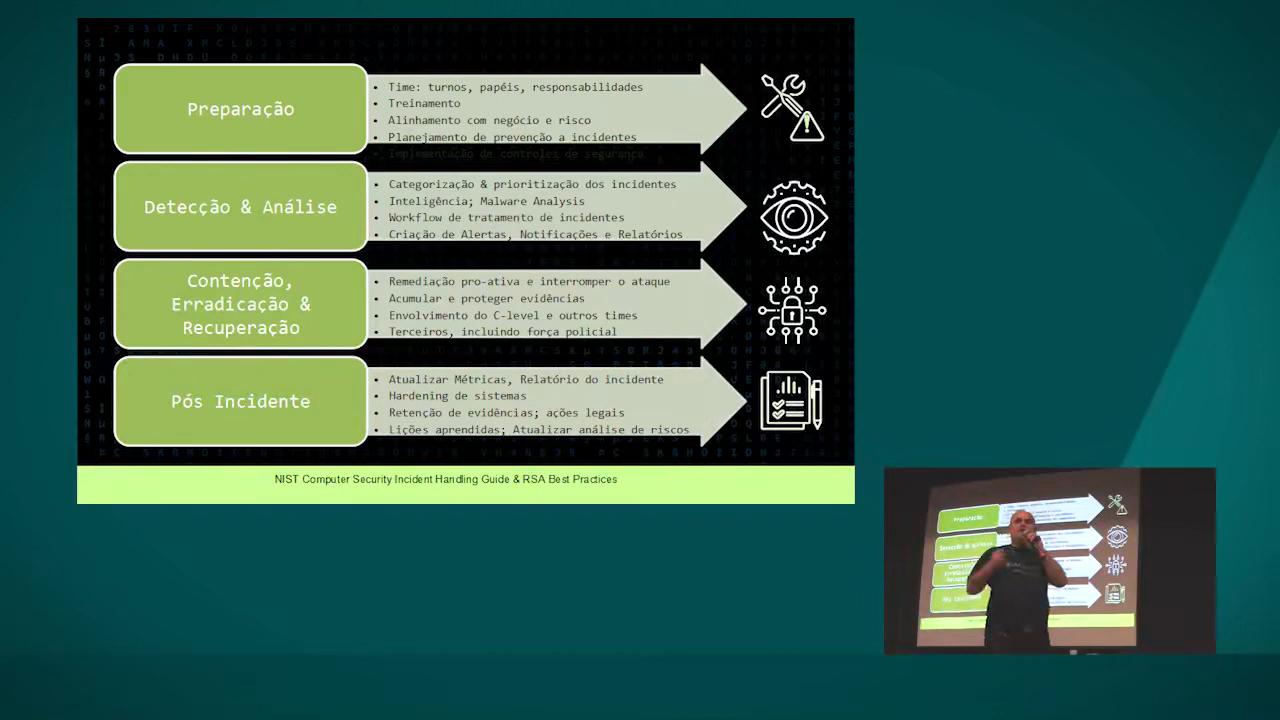 Preparação
• Time: turnos, papéis, responsabilidades
• Treinamento
• Alinhamento com negócio e risco
• Planejamento de prevenção a incidentes
• Implementação de controles de segurança
Detecção & Análise
• Categorização & prioritização dos incidentes
• Inteligência; Malware Analysis
• Workflow de tratamento de incidentes
• Criação de Alertas, Notificações e Relatórios
Contenção,
Erradicação &
Recuperação
• Remediação pro-ativa e interromper o ataque
• Acumular e proteger evidências
• Envolvimento do C-level e outros times
• Terceiros, incluindo força policial
Pós Incidente
• Atualizar Métricas, Relatório do incidente
• Hardening de sistemas
• Retenção de evidências; ações legais
• Lições aprendidas; Atualizar análise de riscos
NIST Computer Security Incident Handling Guide & RSA Best Practices
Preparação